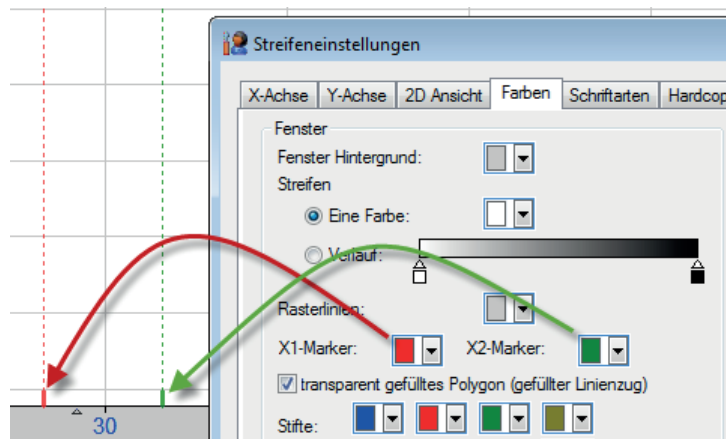 Streifeneinstellungen
X-Achse Y-Achse 2D Ansicht Farben Schriftarten Hardcop
Fenster
Fenster Hintergrund:
Streifen
Eine Farbe:
Verlauf:
Rasterlinien:
X1-Marker: X2-Marker:
transparent gefülltes Polygon (gefüllter Linienzug)
Stifte:
30